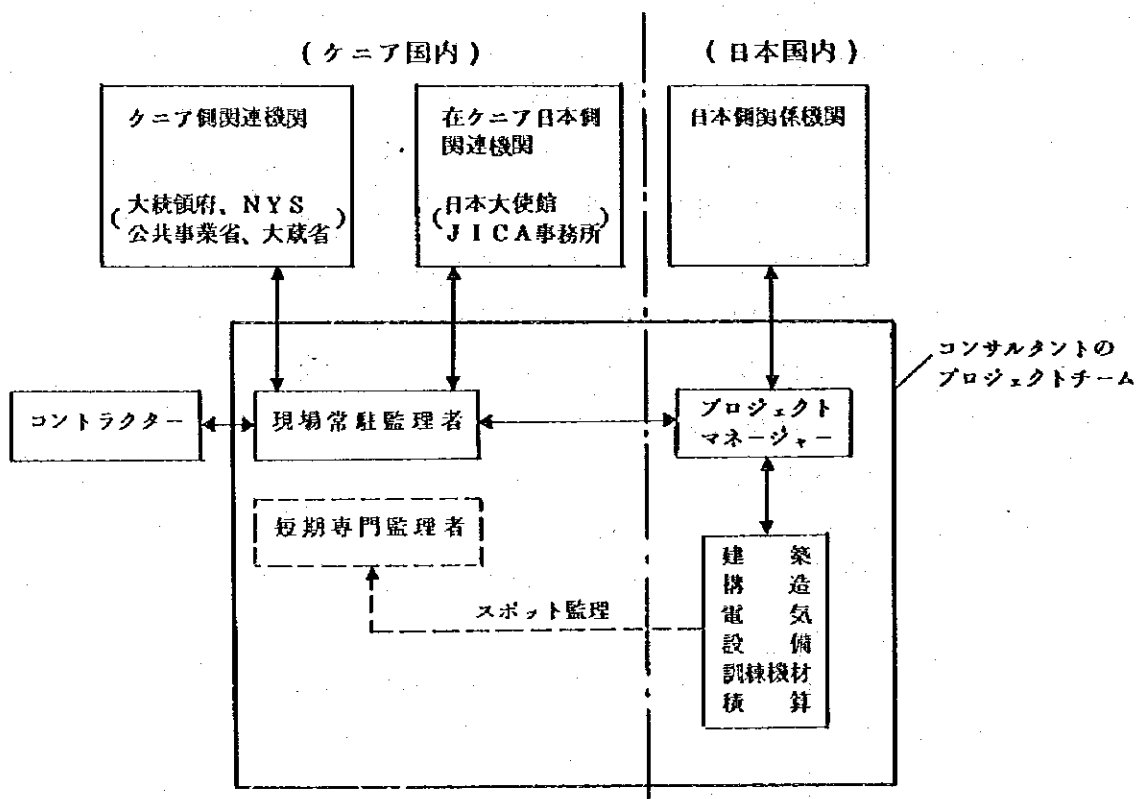 (ケニア国内)
(日本国内)
ケニア側関連機関
(大統領府、NYS
公共事業省、大蔵省)
在ケニア日本側
関連機関
(日本大使館
JICA事務所)
日本側関係機関
コンサルタントの
プロジェクトチーム
コントラクター
現場常駐監理者
プロジェクト
マネージャー
短期専門監理者
スポット監理
建築
構造
電気
設備
訓練機材
積算